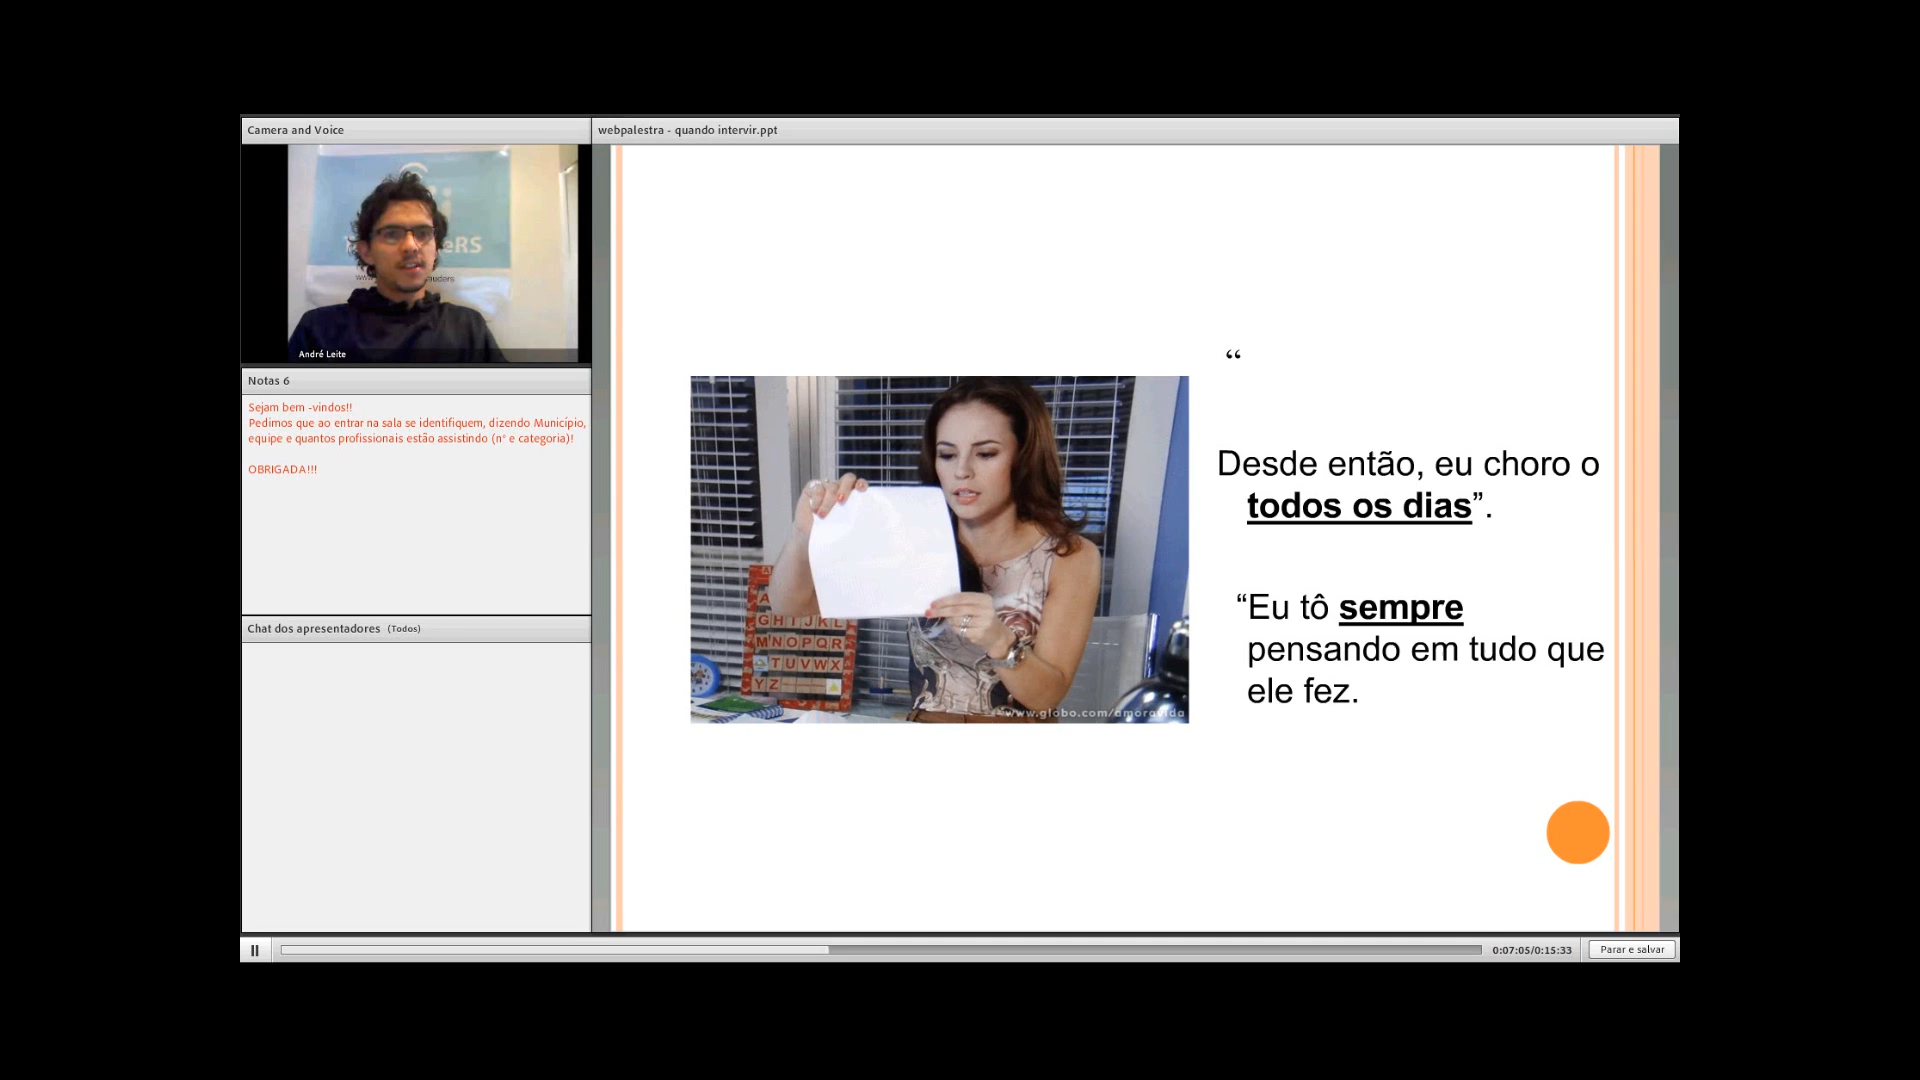 Camera and Voice
webpalestra - quando intervir.ppt
eRS
André Leite
Notas 6
Sejam bem -vindos!!
Pedimos que ao entrar na sala se identifiquem, dizendo Município,
equipe e quantos profissionais estão assistindo (n° e categoria)!
OBRIGADA!!!
Chat dos apresentadores (Todos)
“
Desde então, eu choro o
todos os dias”.
“Eu tô sempre
pensando em tudo que
ele fez.
A
GHIJKL
MNOPQR
TUVWX
YZ
www.globo.com/amoravida
0:07:05/0:15:33
Parar e salvar